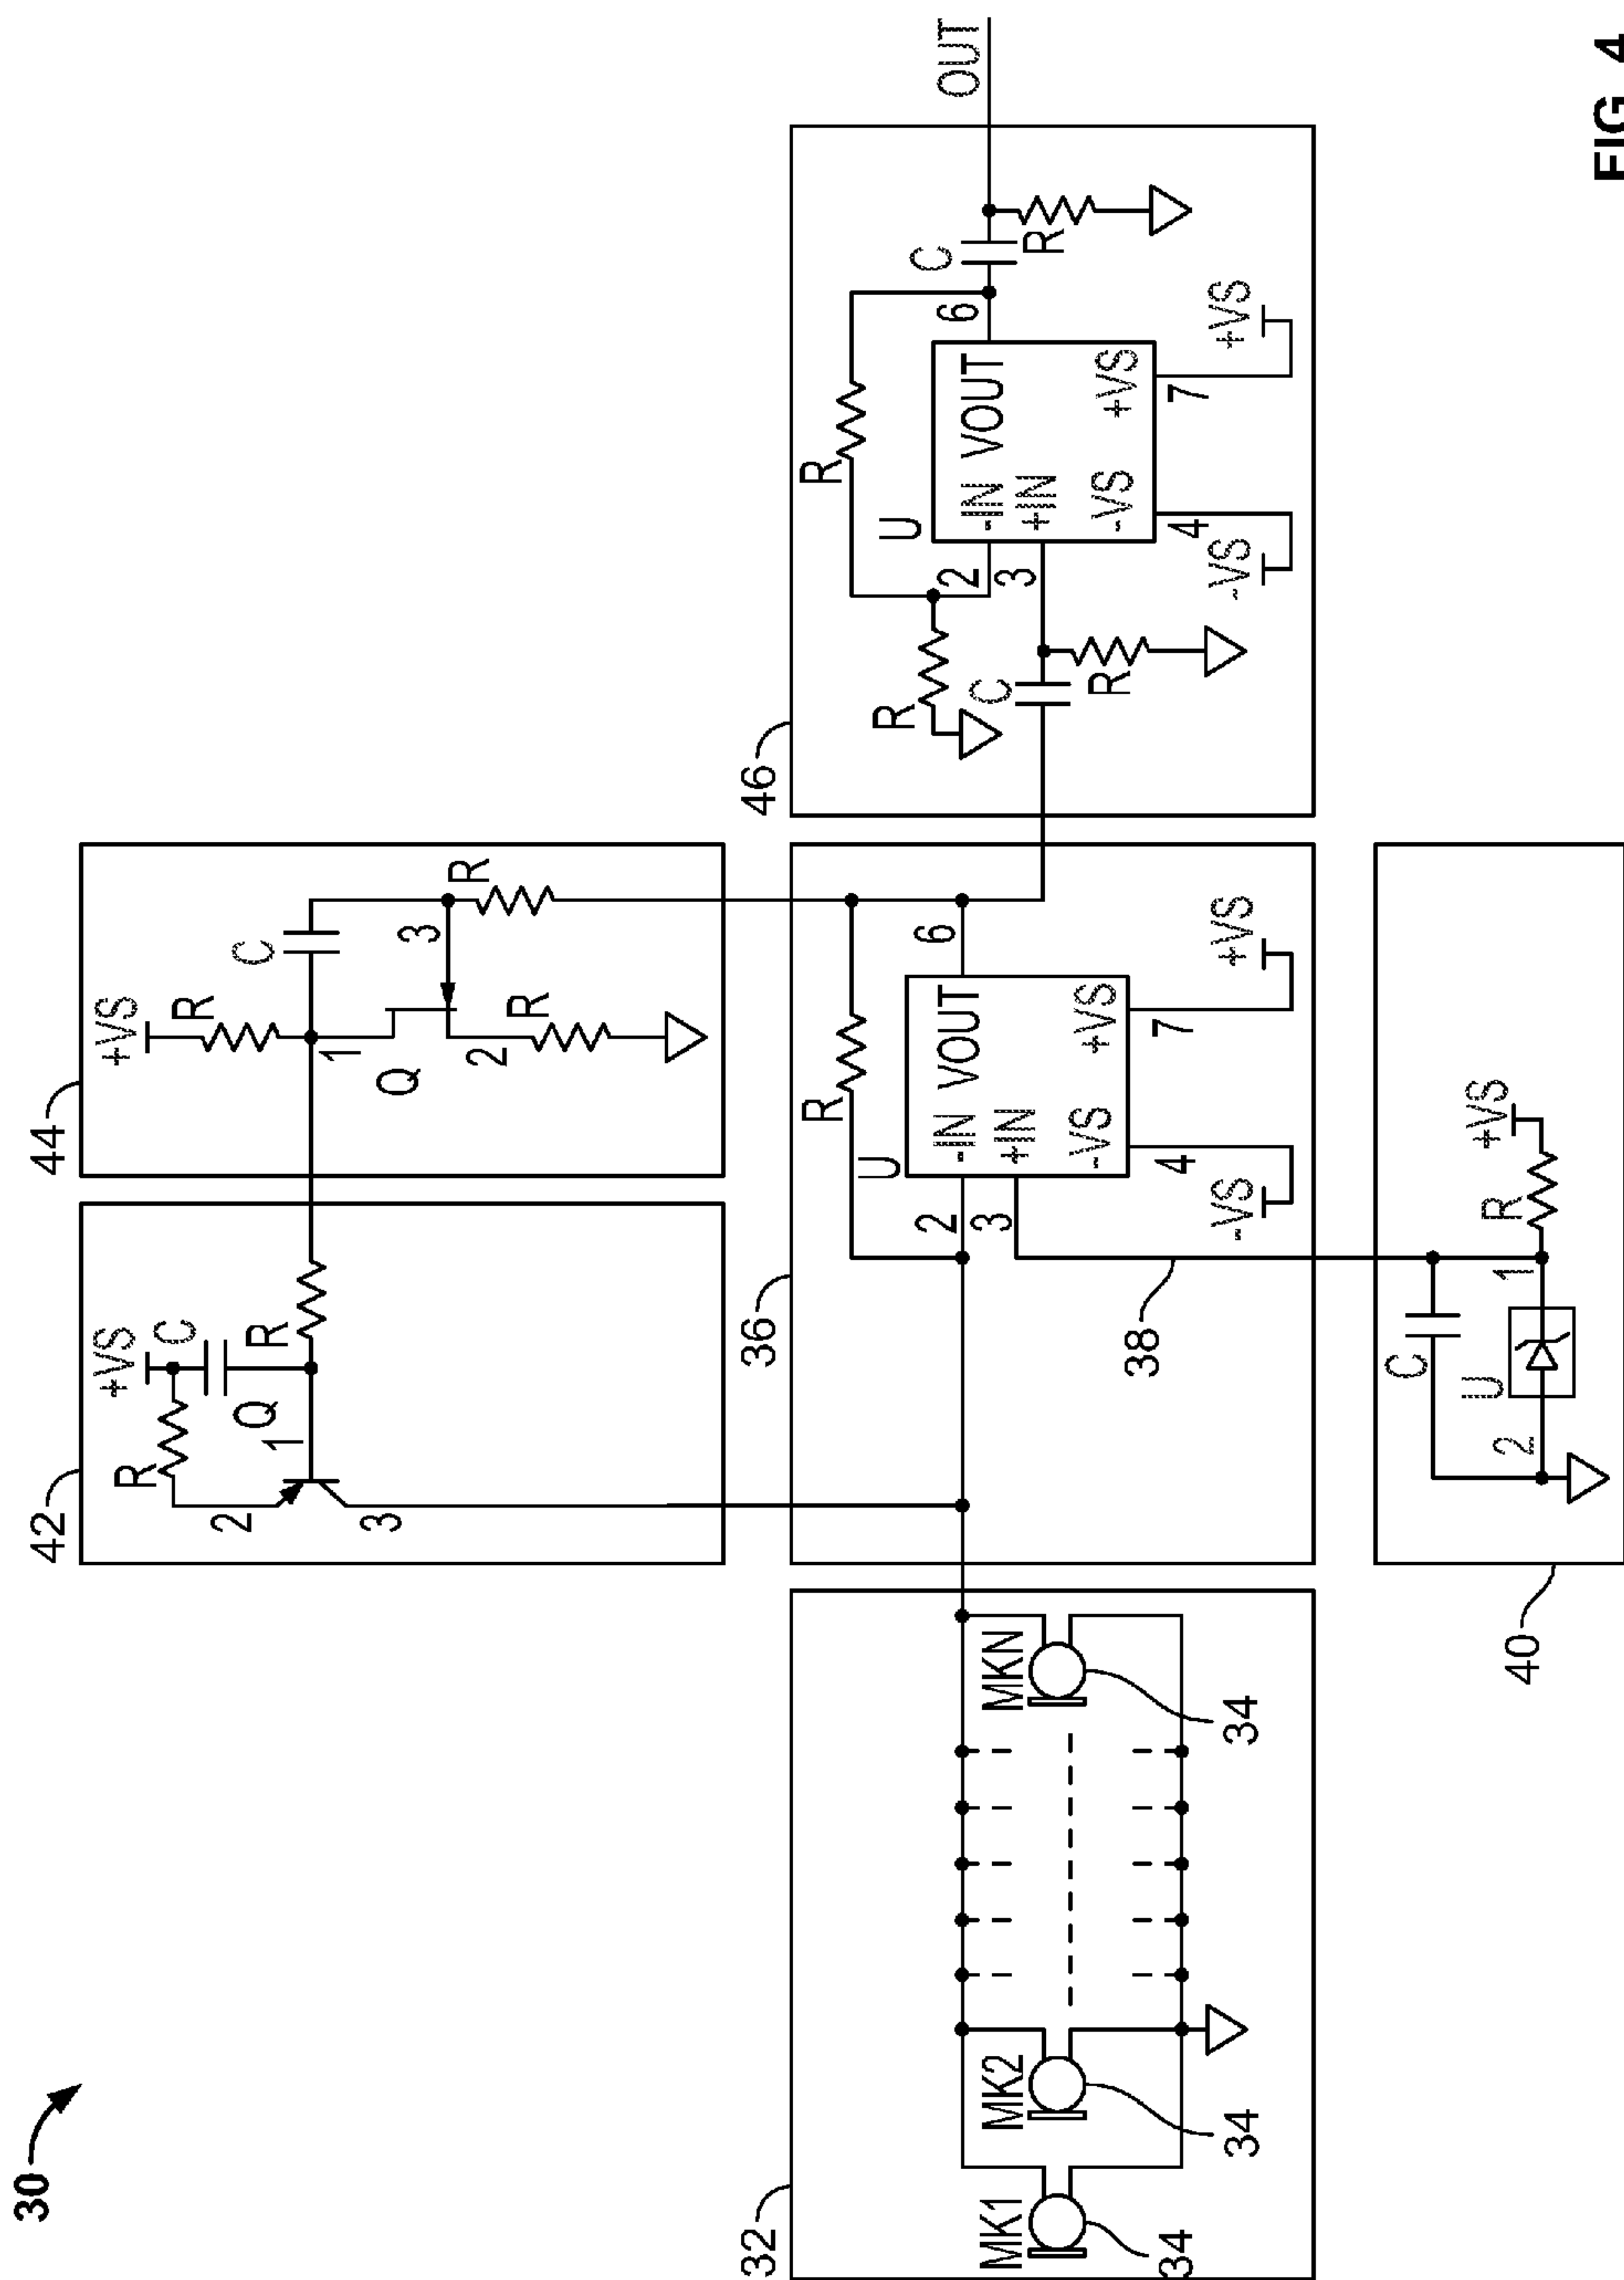 30
32
MK1
34
MK2
34
MKN
34
42
+VS
C
R
R
Q
1
2
3
44
+VS
R
C
1
Q
2
3
R
R
36
R
U
2
-IN VOUT
6
3
+IN
-VS
+VS
4
7
-VS
+VS
38
40
C
U
2
1
R
+VS
46
R
R
C
R
U
2
-IN VOUT
6
3
+IN
-VS
+VS
4
7
~VS
+VS
C
R
OUT
FIG. 4